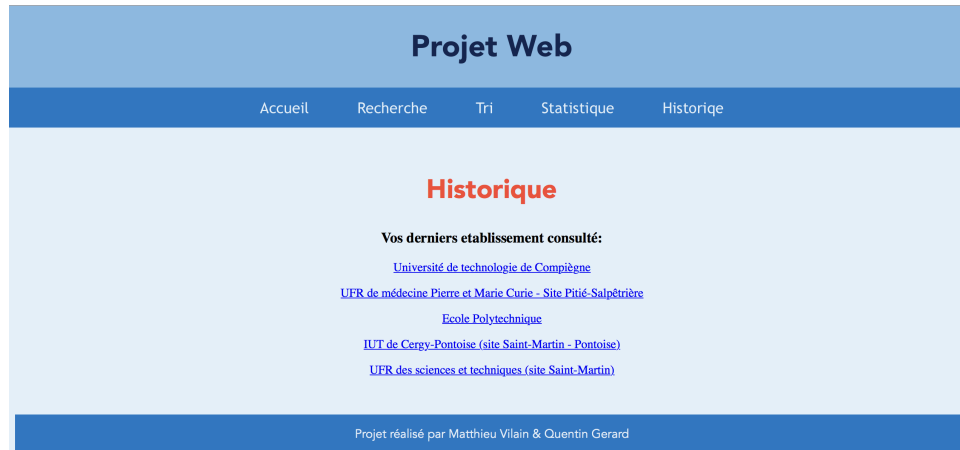 Projet Web
Accueil Recherche Tri Statistique Historiqe
Historique
Vos derniers etablissement consulté:
Université de technologie de Compiègne
UFR de médecine Pierre et Marie Curie - Site Pitié-Salpêtrière
Ecole Polytechnique
IUT de Cergy-Pontoise (site Saint-Martin - Pontoise)
UFR des sciences et techniques (site Saint-Martin)
Projet réalisé par Matthieu Vilain & Quentin Gerard